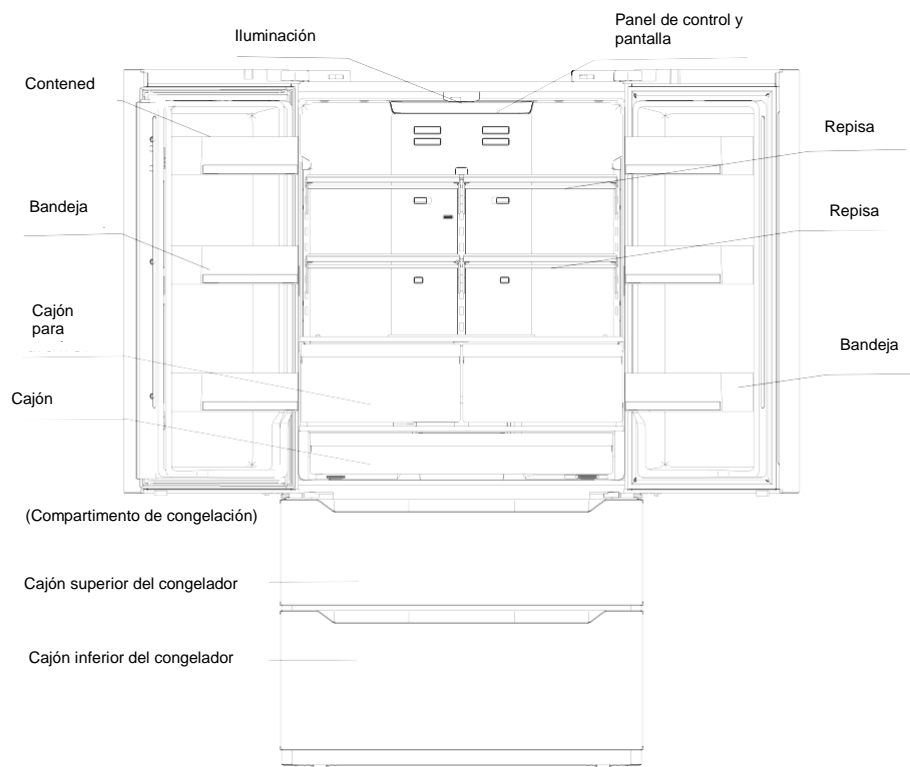 Iluminación
Panel de control y
pantalla
Contened
Repisa
Bandeja
Repisa
Cajón
para
Bandeja
Cajón
(Compartimento de congelación)
Cajón superior del congelador
Cajón inferior del congelador